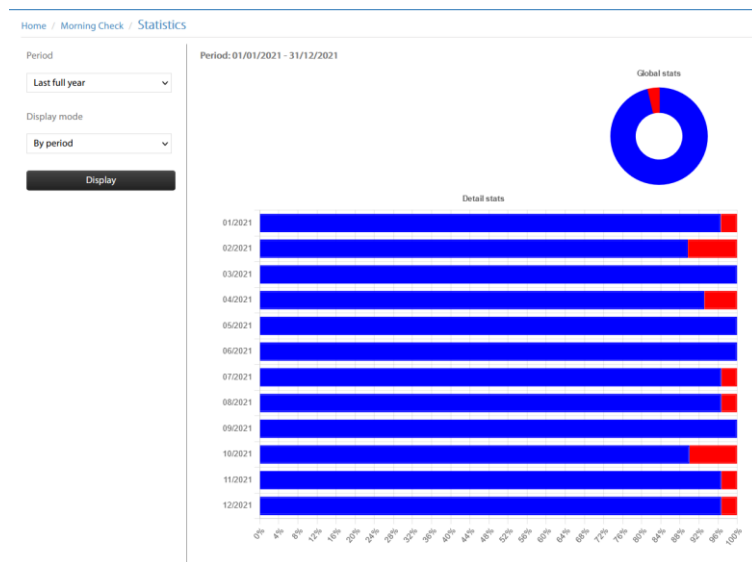 Home / Morning Check / Statistics
Period
Last full year
Display mode
By period
Display
Period: 01/01/2021 - 31/12/2021
Global stats
Detail stats
01/2021
02/2021
03/2021
04/2021
05/2021
06/2021
07/2021
08/2021
09/2021
10/2021
11/2021
12/2021
0% 4% 8% 12% 16% 20% 24% 28% 32% 36% 40% 44% 48% 52% 56% 60% 64% 68% 72% 76% 80% 84% 88% 92% 96% 100%